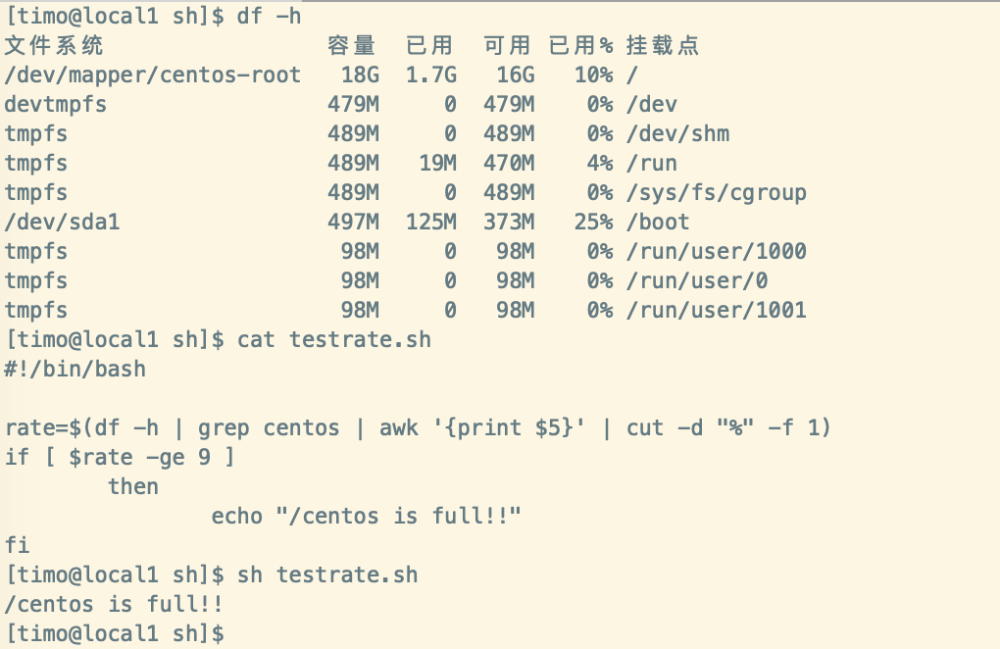 [timo@local1 sh]$ df -h
文件系统                 容量  已用  可用 已用% 挂载点
/dev/mapper/centos-root   18G  1.7G   16G   10% /
devtmpfs                 479M     0  479M    0% /dev
tmpfs                    489M     0  489M    0% /dev/shm
tmpfs                    489M   19M  470M    4% /run
tmpfs                    489M     0  489M    0% /sys/fs/cgroup
/dev/sda1                497M  125M  373M   25% /boot
tmpfs                     98M     0   98M    0% /run/user/1000
tmpfs                     98M     0   98M    0% /run/user/0
tmpfs                     98M     0   98M    0% /run/user/1001
[timo@local1 sh]$ cat testrate.sh
#!/bin/bash

rate=$(df -h | grep centos | awk '{print $5}' | cut -d "%" -f 1)
if [ $rate -ge 9 ]
        then
                echo "/centos is full!!"
fi
[timo@local1 sh]$ sh testrate.sh
/centos is full!!
[timo@local1 sh]$